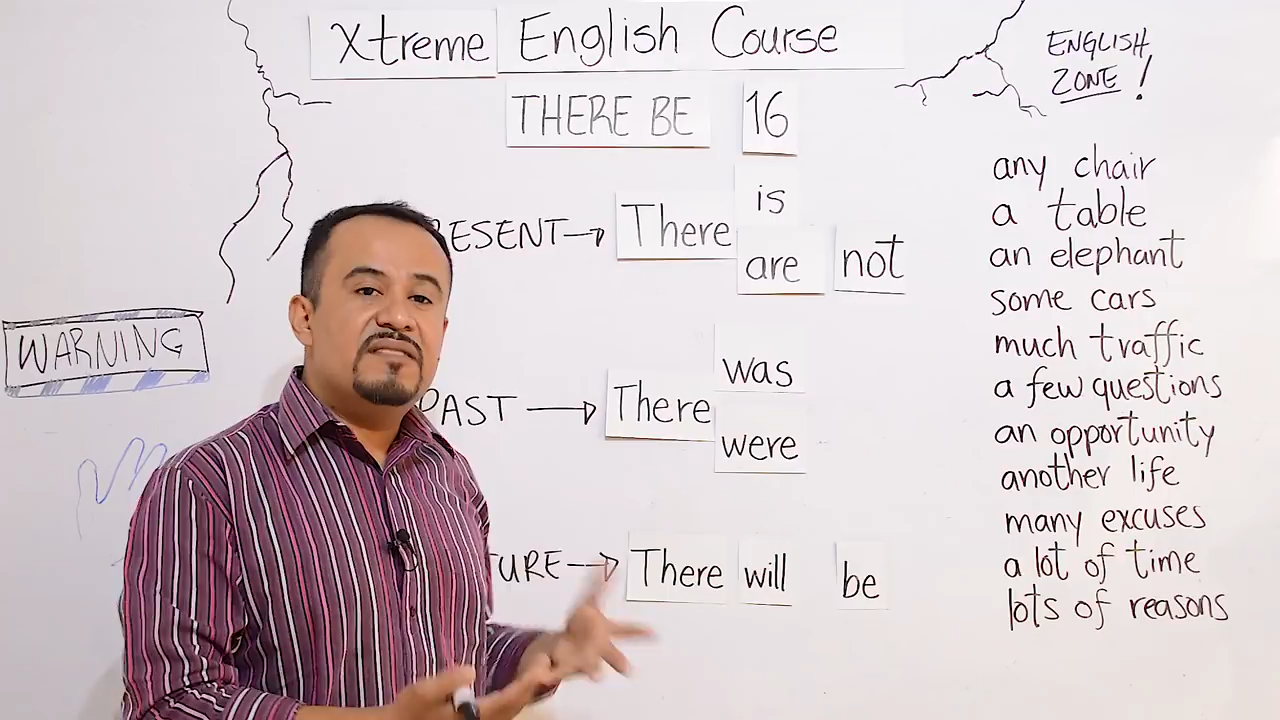 Xtreme English Course
ENGLISH
ZONE!
THERE BE 16
is
RESENT There
are not
WARNING
was
PAST There
were
TURE There will be
any chair
a table
an elephant
some cars
much traffic
a few questions
an opportunity
another life
many excuses
a lot of time
lots of reasons